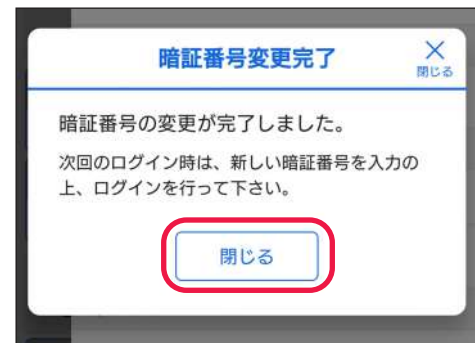 暗証番号変更完了
閉じる
暗証番号の変更が完了しました。
次回のログイン時は、新しい暗証番号を入力の
上、ログインを行って下さい。
閉じる